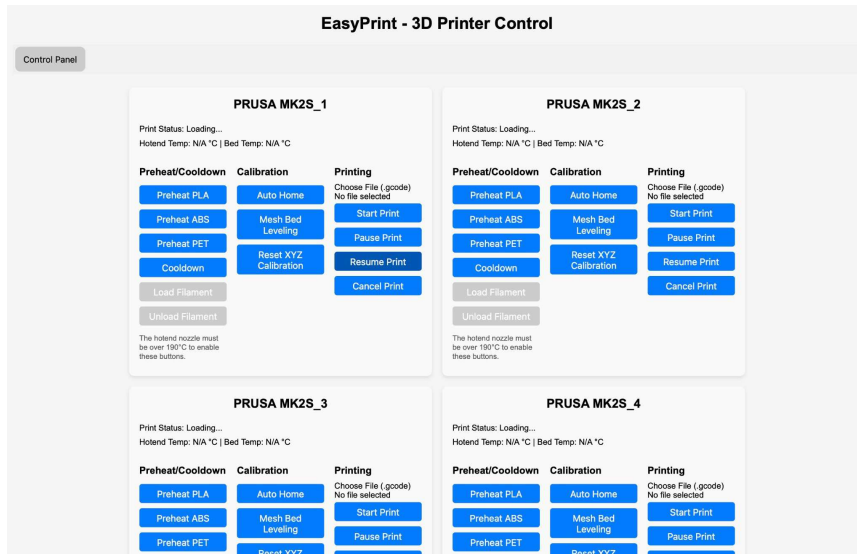 EasyPrint - 3D Printer Control
Control Panel
PRUSA MK2S_1
Print Status: Loading...
Hotend Temp: N/A °C | Bed Temp: N/A °C
Preheat/Cooldown
Preheat PLA
Preheat ABS
Preheat PET
Cooldown
Load Filament
Unload Filament
The hotend nozzle must
be over 190°C to enable
these buttons.
Calibration
Auto Home
Mesh Bed
Leveling
Reset XYZ
Calibration
Printing
Choose File (.gcode)
No file selected
Start Print
Pause Print
Resume Print
Cancel Print
PRUSA MK2S_2
Print Status: Loading...
Hotend Temp: N/A °C | Bed Temp: N/A °C
Preheat/Cooldown
Preheat PLA
Preheat ABS
Preheat PET
Cooldown
Load Filament
Unload Filament
The hotend nozzle must
be over 190°C to enable
these buttons.
Calibration
Auto Home
Mesh Bed
Leveling
Reset XYZ
Calibration
Printing
Choose File (.gcode)
No file selected
Start Print
Pause Print
Resume Print
Cancel Print
PRUSA MK2S_3
Print Status: Loading...
Hotend Temp: N/A °C | Bed Temp: N/A °C
Preheat/Cooldown
Preheat PLA
Preheat ABS
Preheat PET
Calibration
Auto Home
Mesh Bed
Leveling
Reset XYZ
Printing
Choose File (.gcode)
No file selected
Start Print
Pause Print
PRUSA MK2S_4
Print Status: Loading...
Hotend Temp: N/A °C | Bed Temp: N/A °C
Preheat/Cooldown
Preheat PLA
Preheat ABS
Preheat PET
Calibration
Auto Home
Mesh Bed
Leveling
Reset XYZ
Printing
Choose File (.gcode)
No file selected
Start Print
Pause Print